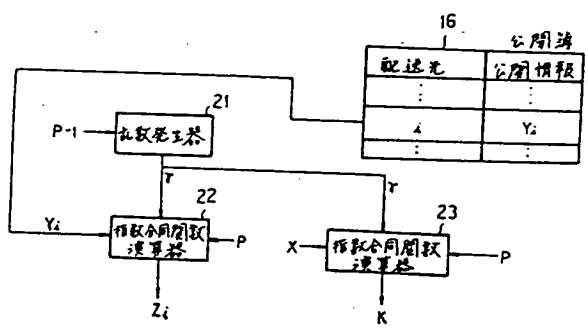 16
公開簿
配送先
公開情報
⋮
⋮
i
Yi
⋮
⋮
21
P-1
乱数発生器
r
r
22
23
Yi
指数合同関数
演算器
P
X
指数合同関数
演算器
P
Zi
K